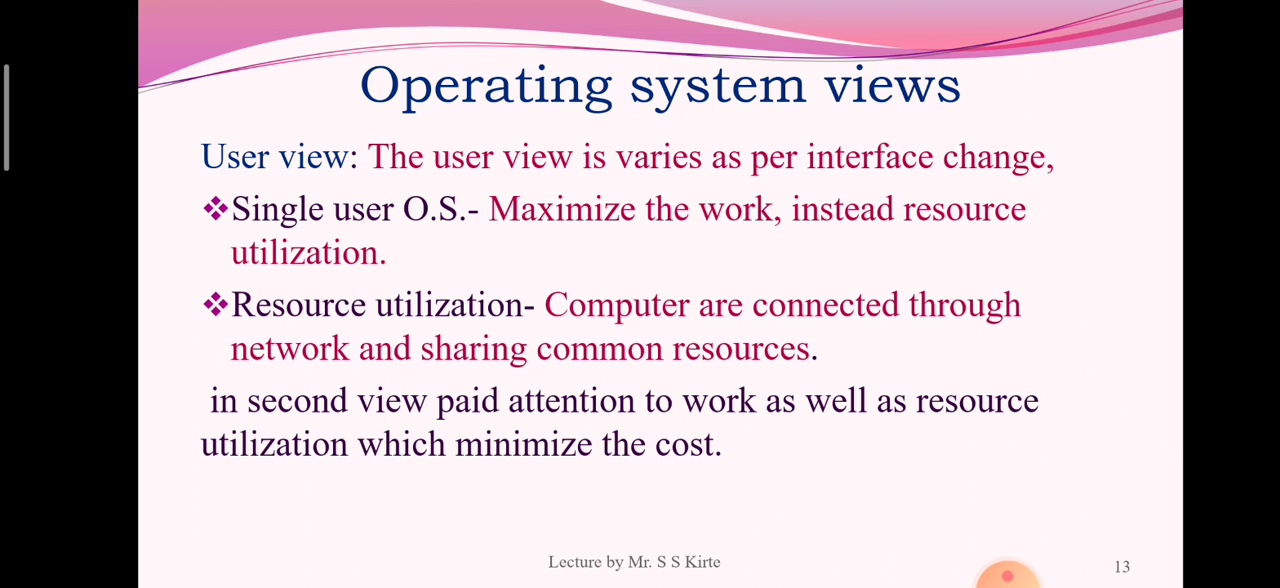 Operating system views
User view: The user view is varies as per interface change,
❖Single user O.S.- Maximize the work, instead resource
utilization.
❖Resource utilization- Computer are connected through
network and sharing common resources.
in second view paid attention to work as well as resource
utilization which minimize the cost.
Lecture by Mr. S S Kirte
13